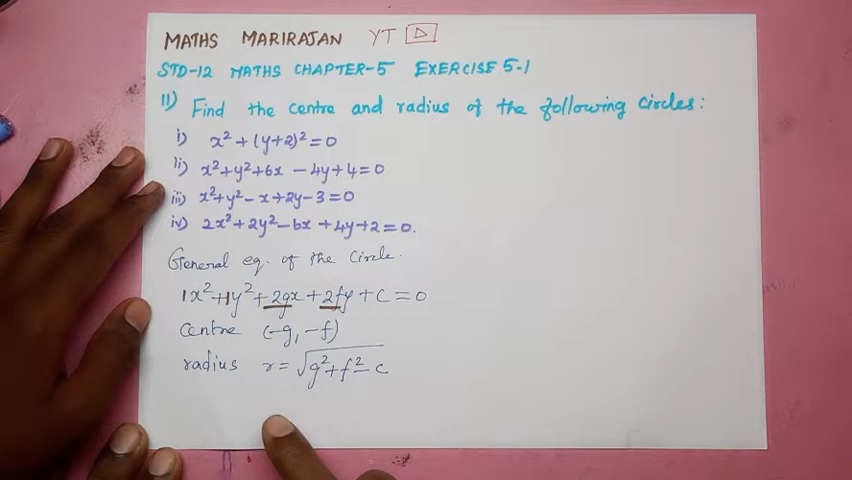 MATHS MARIRAJAN YT ▷
STD-12 MATHS CHAPTER-5 EXERCISE 5.1
11) Find the centre and radius of the following circles:
i) x²+(y+2)²=0
ii) x²+y²+6x-4y+4=0
iii) x²+y²-x+2y-3=0
iv) 2x²+2y²-6x+4y+2=0.
General eq. of the Circle.
1x²+1y²+2gx+2fy+c=0
Centre (-g, -f)
radius r=√g²+f²-c